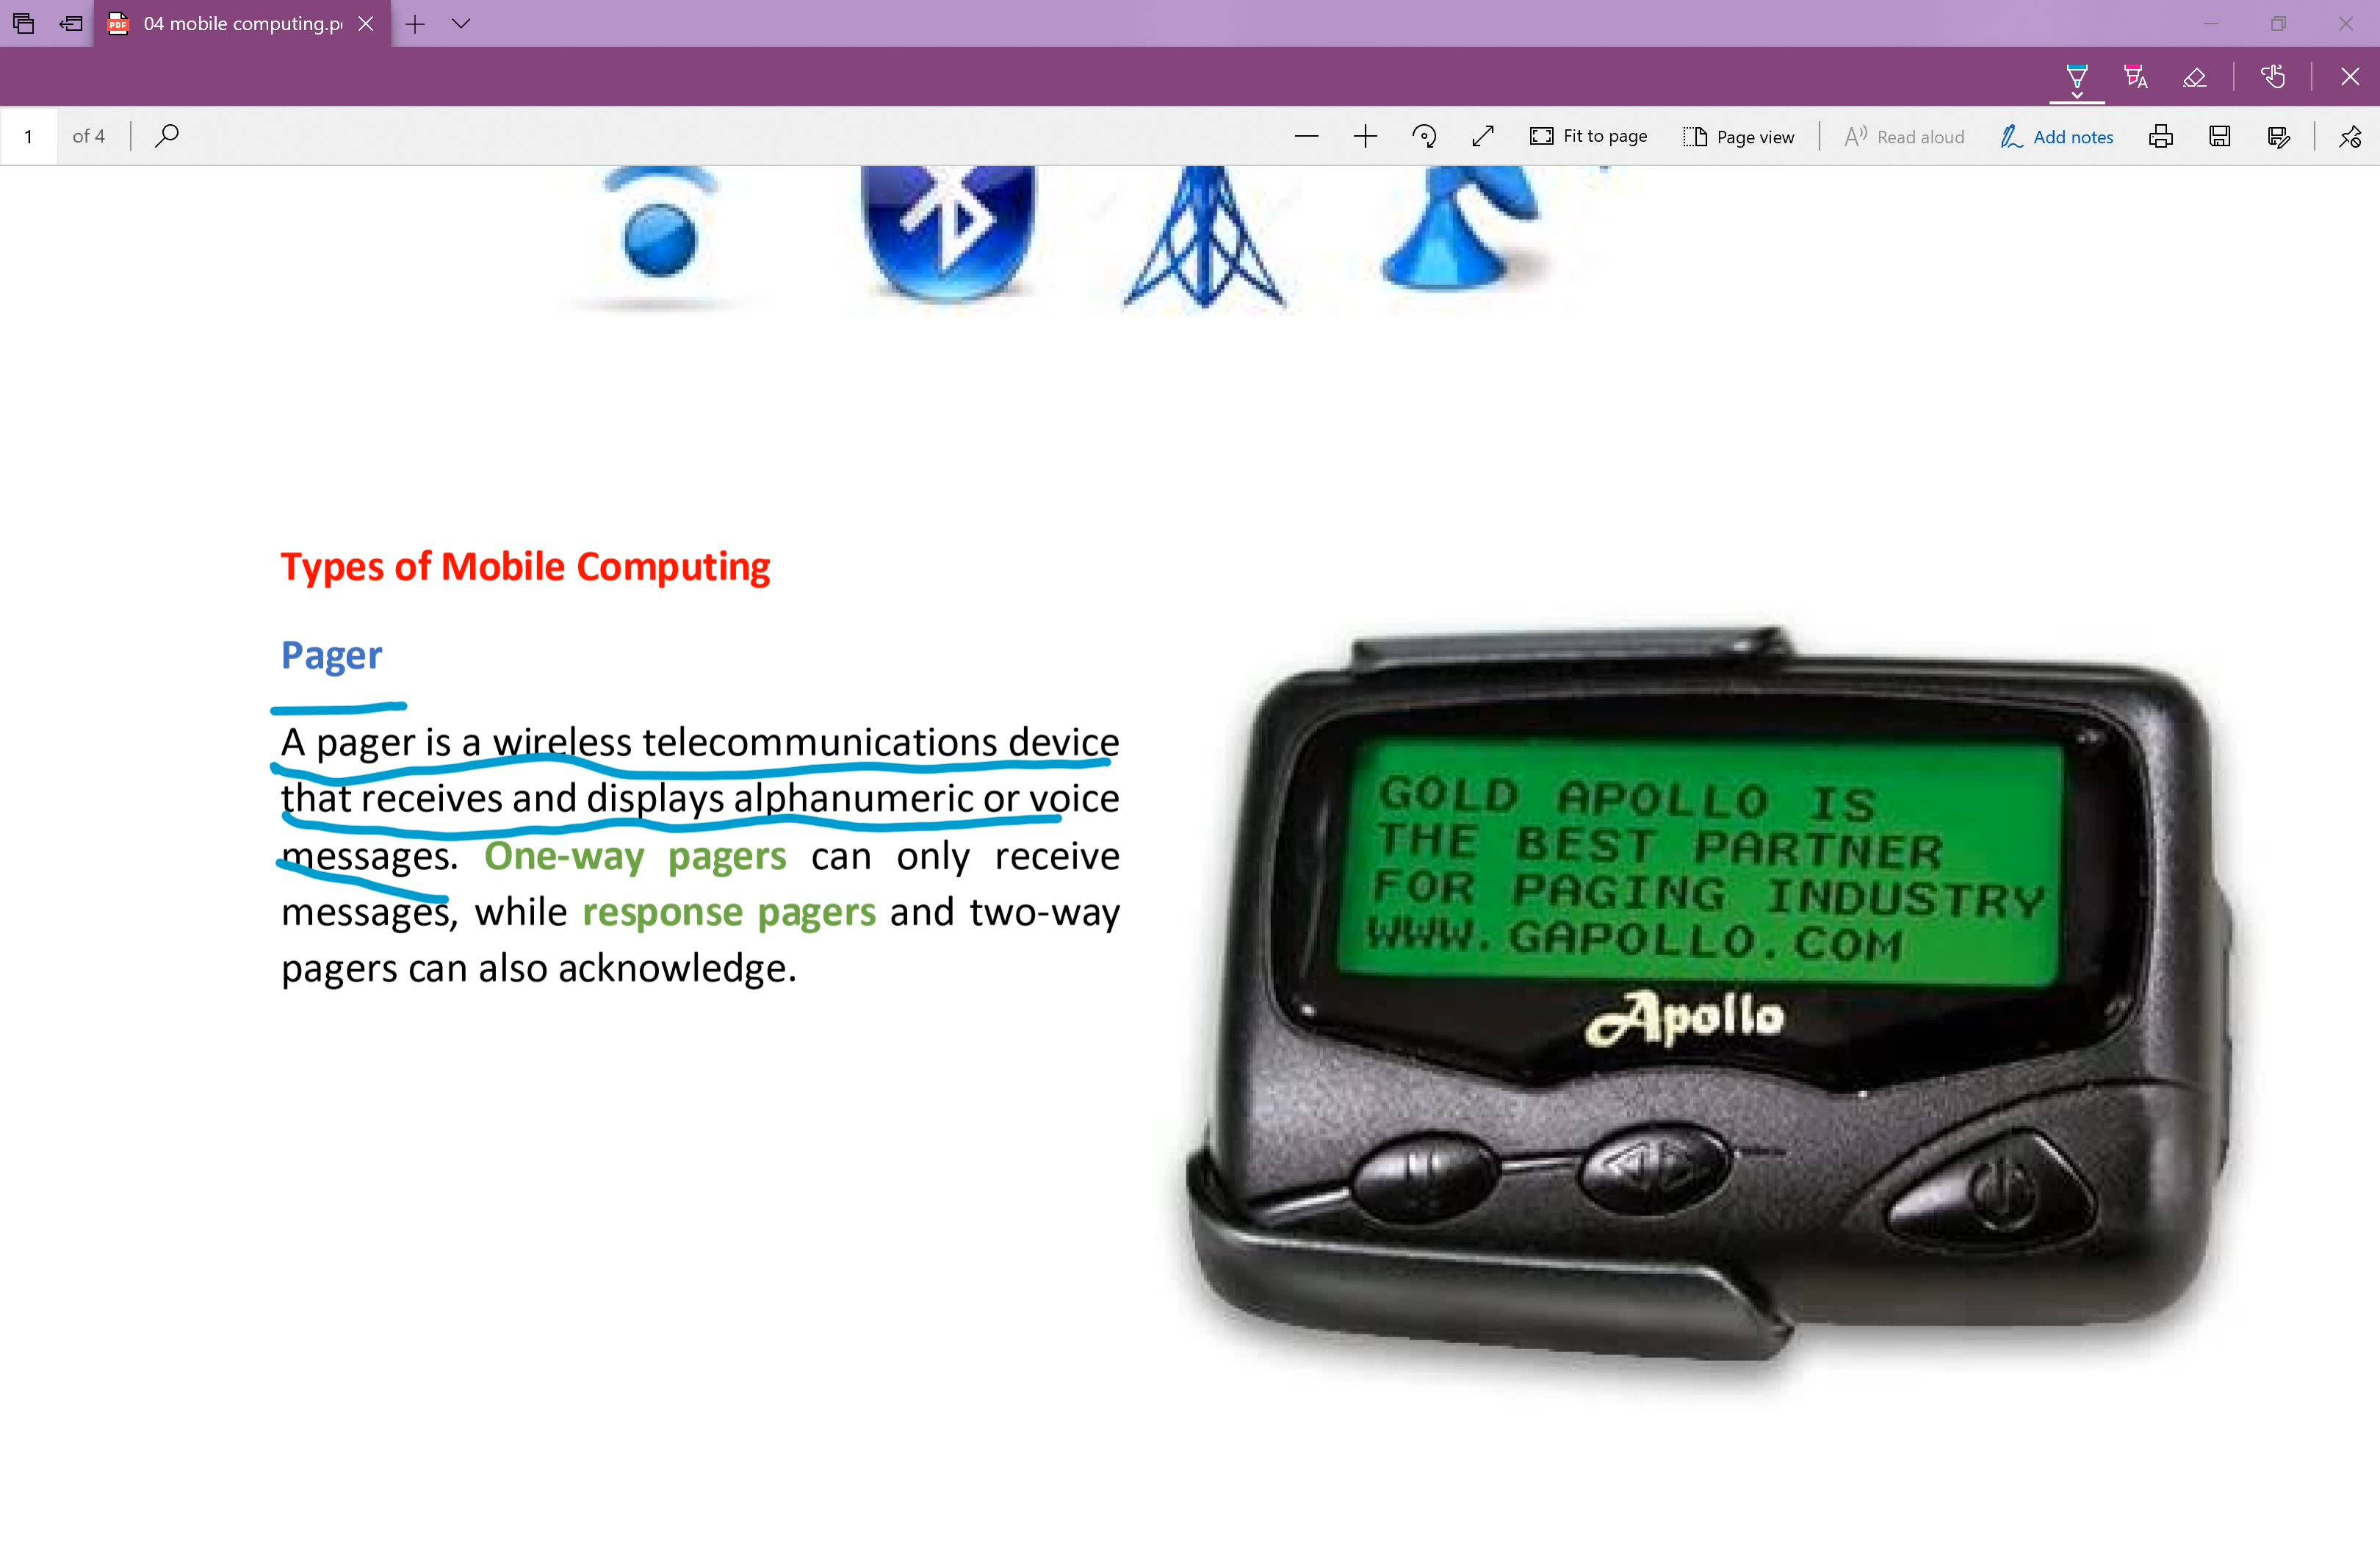 04 mobile computing.p
1 of 4
Fit to page
Page view
Read aloud
Add notes
Types of Mobile Computing
Pager
A pager is a wireless telecommunications device
that receives and displays alphanumeric or voice
messages. One-way pagers can only receive
messages, while response pagers and two-way
pagers can also acknowledge.
GOLD APOLLO IS
THE BEST PARTNER
FOR PAGING INDUSTRY
WWW.GAPOLLO.COM
Apollo